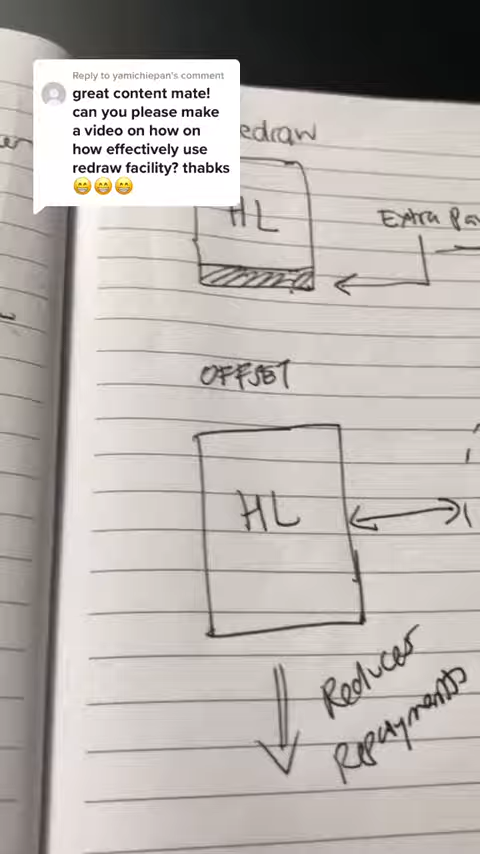 Reply to yamichiepan's comment
great content mate!
can you please make
a video on how on
how effectively use
redraw facility? thabks
😁😁😁
edraw
HL
Extra Pa
OFFSET
HL
Reduces
Repayments